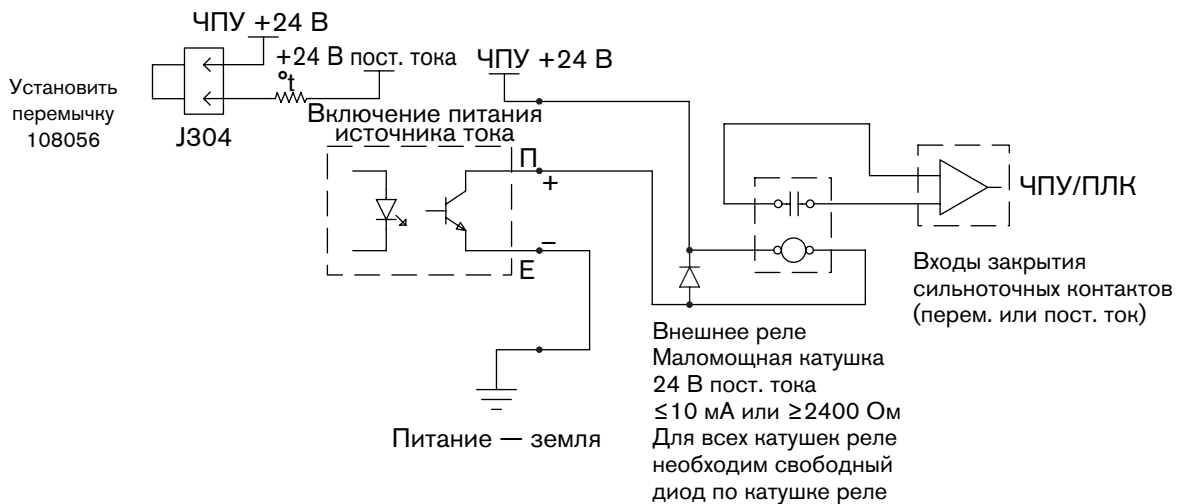 ЧПУ +24 В
+24 В пост. тока
ЧПУ +24 В
Установить
перемычку
108056
J304
°t
Включение питания
источника тока
П
+
−
Е
ЧПУ/ПЛК
Входы закрытия
сильноточных контактов
(перем. или пост. ток)
Внешнее реле
Маломощная катушка
24 В пост. тока
≤10 мА или ≥2400 Ом
Для всех катушек реле
необходим свободный
диод по катушке реле
Питание — земля